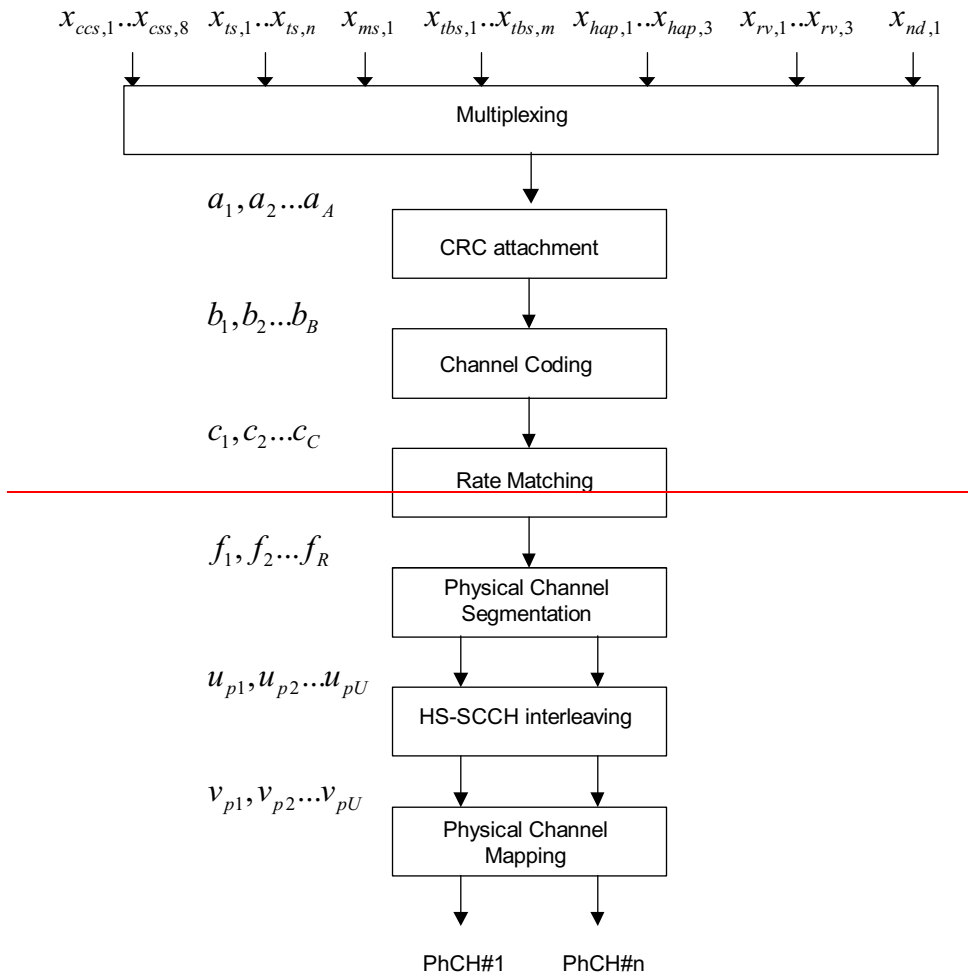 x_{ccs,1}..x_{css,8} x_{ts,1}..x_{ts,n} x_{ms,1} x_{tbs,1}..x_{tbs,m} x_{hap,1}..x_{hap,3} x_{rv,1}..x_{rv,3} x_{nd,1}
Multiplexing
a_1, a_2...a_A
CRC attachment
b_1, b_2...b_B
Channel Coding
c_1, c_2...c_C
Rate Matching
f_1, f_2...f_R
Physical Channel
Segmentation
u_{p1}, u_{p2}...u_{pU}
HS-SCCH interleaving
v_{p1}, v_{p2}...v_{pU}
Physical Channel
Mapping
PhCH#1 PhCH#n